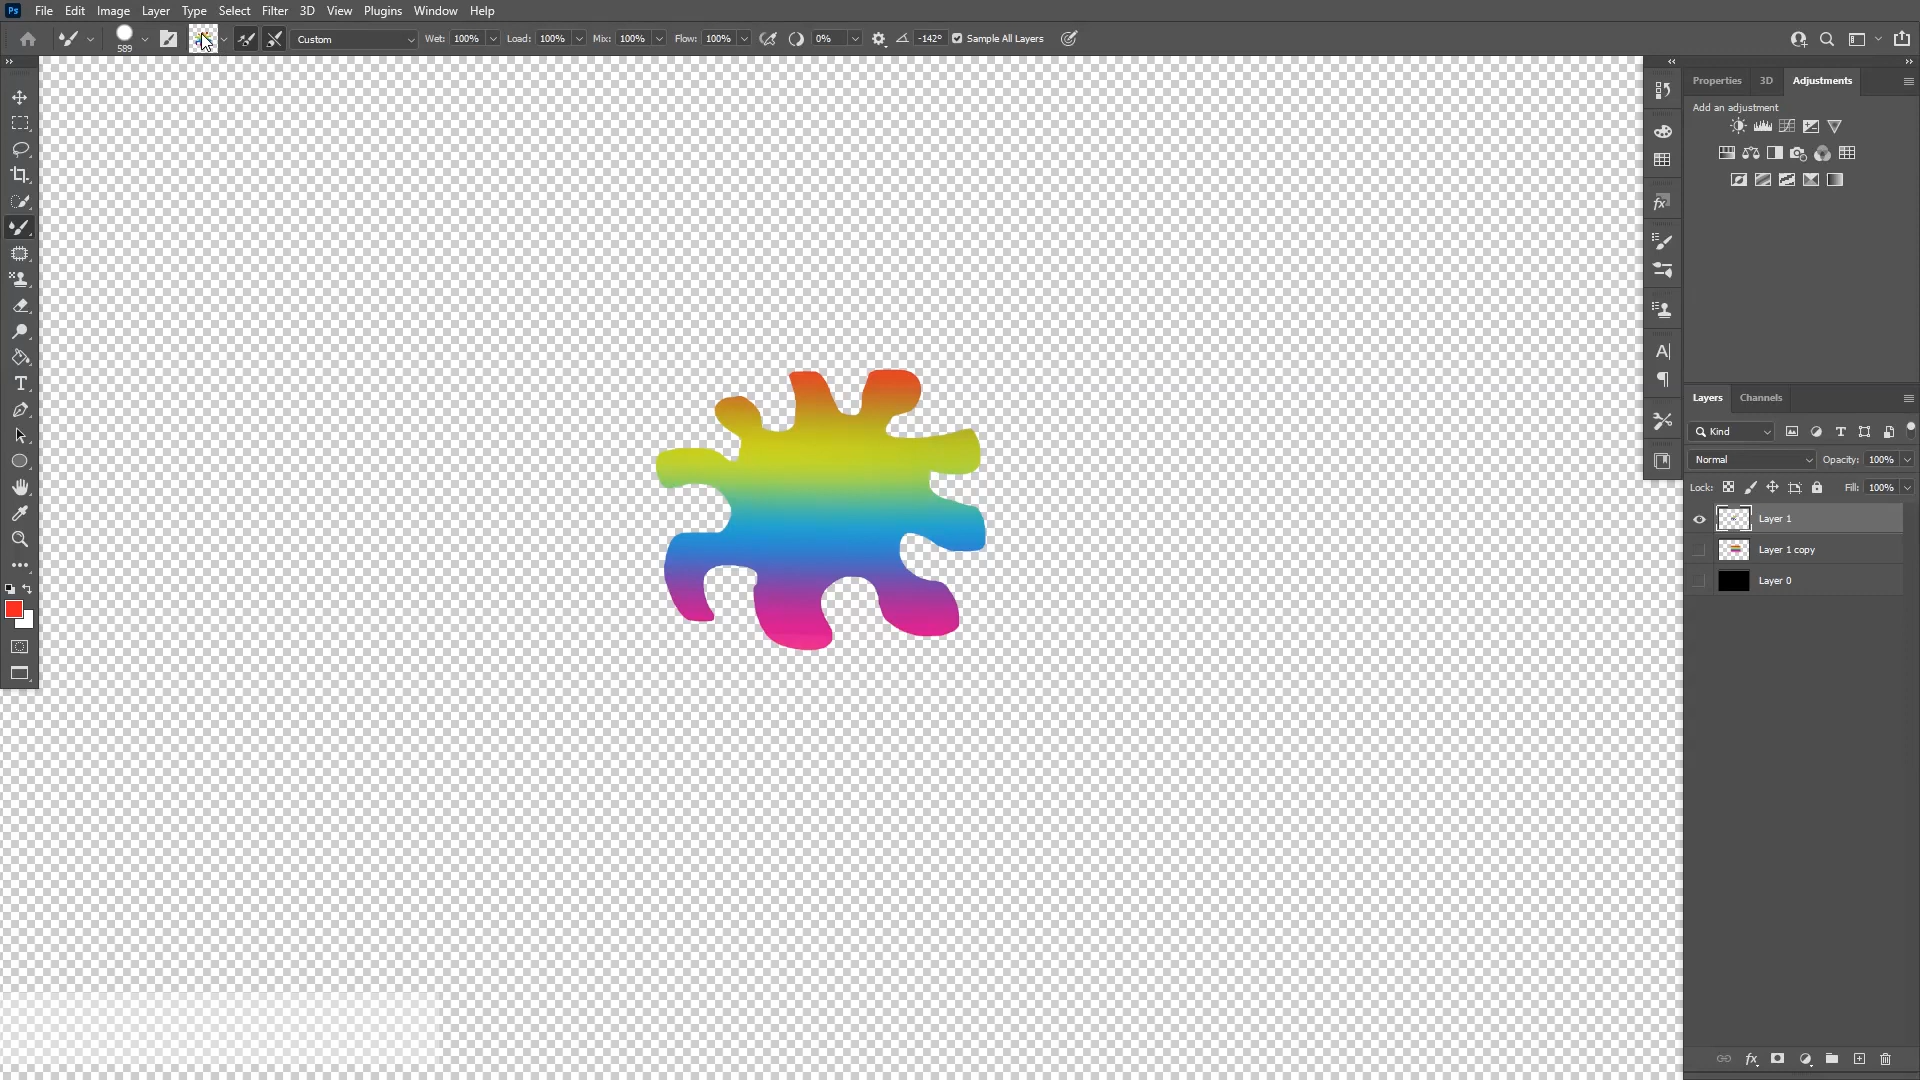 Ps File Edit Image Layer Type Select Filter 3D View Plugins Window Help
589 Custom Wet: 100% Load: 100% Mix: 100% Flow: 100% 0% -142° Sample All Layers
Properties 3D Adjustments
Add an adjustment
Layers Channels
Kind
Normal Opacity: 100%
Lock: Fill: 100%
Layer 1
Layer 1 copy
Layer 0